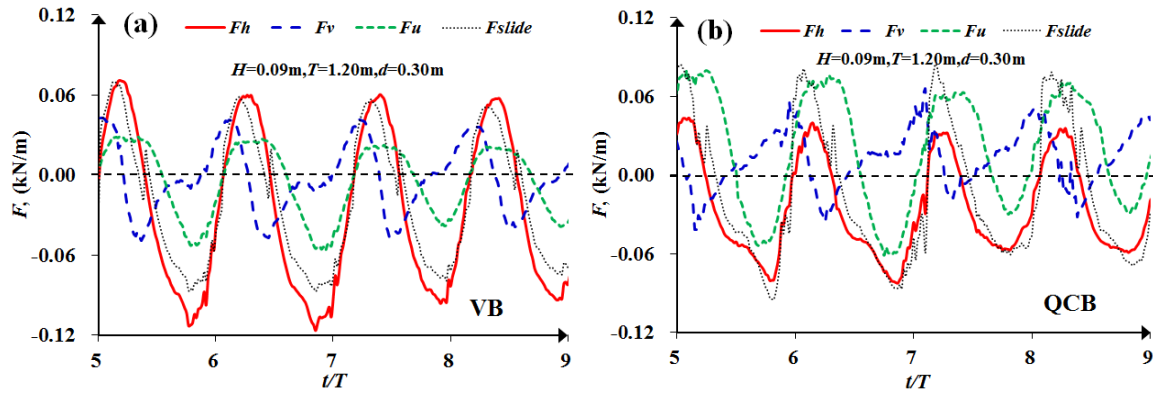 (a)
Fh Fv Fu Fslide
H=0.09m,T=1.20m,d=0.30m
F, (kN/m)
0.12
0.06
0.00
-0.06
-0.12
VB
5 6 7 8 9
t/T
(b)
Fh Fv Fu Fslide
H=0.09m,T=1.20m,d=0.30m
F, (kN/m)
0.12
0.06
0.00
-0.06
-0.12
QCB
5 6 7 8 9
t/T